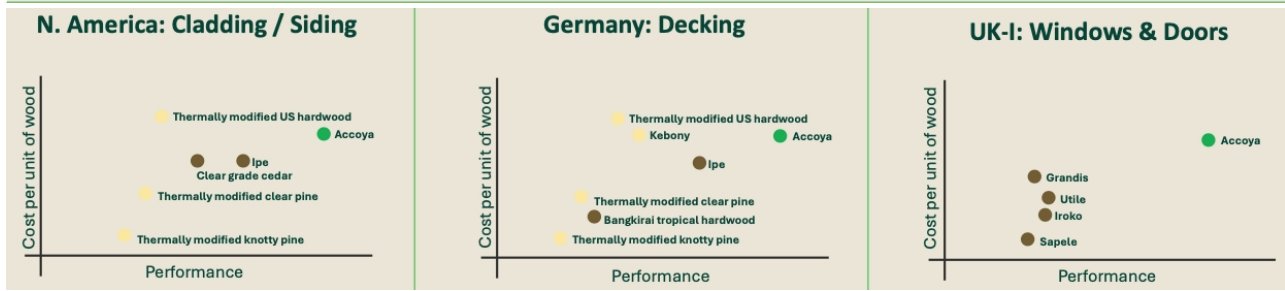 N. America: Cladding / Siding
Cost per unit of wood
Thermally modified US hardwood
Accoya
Ipe
Clear grade cedar
Thermally modified clear pine
Thermally modified knotty pine
Performance
Germany: Decking
Cost per unit of wood
Thermally modified US hardwood
Kebony
Accoya
Ipe
Thermally modified clear pine
Bangkirai tropical hardwood
Thermally modified knotty pine
Performance
UK-I: Windows & Doors
Cost per unit of wood
Accoya
Grandis
Utile
Iroko
Sapele
Performance